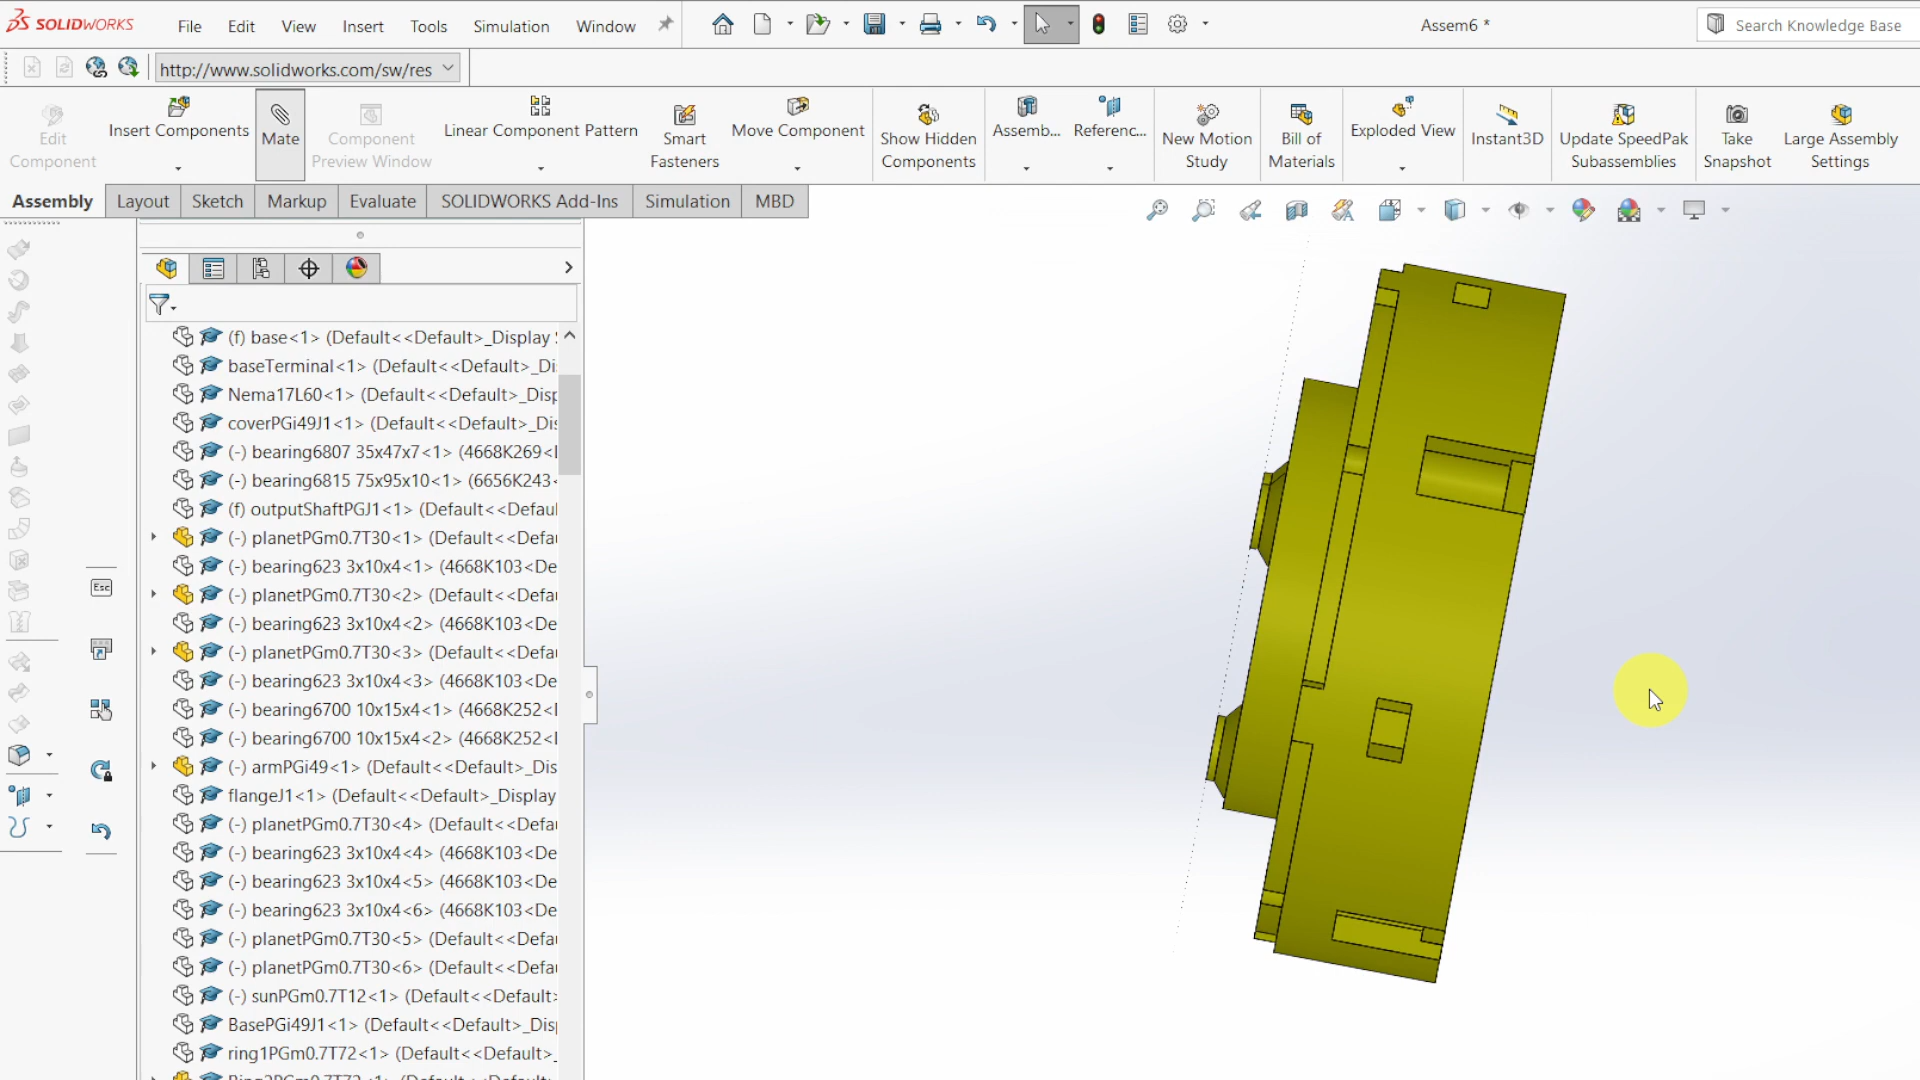 SOLIDWORKS File Edit View Insert Tools Simulation Window Assem6 * Search Knowledge Base
http://www.solidworks.com/sw/res
Edit Component
Insert Components
Mate
Component Preview Window
Linear Component Pattern
Smart Fasteners
Move Component
Show Hidden Components
Assemb...
Referenc...
New Motion Study
Bill of Materials
Exploded View
Instant3D
Update SpeedPak Subassemblies
Take Snapshot
Large Assembly Settings
Assembly Layout Sketch Markup Evaluate SOLIDWORKS Add-Ins Simulation MBD
(f) base<1> (Default<<Default>_Display
baseTerminal<1> (Default<<Default>_Di
Nema17L60<1> (Default<<Default>_Disp
coverPGi49J1<1> (Default<<Default>_Di
(-) bearing6807 35x47x7<1> (4668K269<
(-) bearing6815 75x95x10<1> (6656K243<
(f) outputShaftPGJ1<1> (Default<<Defau
(-) planetPGm0.7T30<1> (Default<<Defa
(-) bearing623 3x10x4<1> (4668K103<De
(-) planetPGm0.7T30<2> (Default<<Defa
(-) bearing623 3x10x4<2> (4668K103<De
(-) planetPGm0.7T30<3> (Default<<Defa
Esc
(-) bearing623 3x10x4<3> (4668K103<De
(-) bearing6700 10x15x4<1> (4668K252<
(-) bearing6700 10x15x4<2> (4668K252<
(-) armPGi49<1> (Default<<Default>_Dis
flangeJ1<1> (Default<<Default>_Display
(-) planetPGm0.7T30<4> (Default<<Defa
(-) bearing623 3x10x4<4> (4668K103<De
(-) bearing623 3x10x4<5> (4668K103<De
(-) bearing623 3x10x4<6> (4668K103<De
(-) planetPGm0.7T30<5> (Default<<Defa
(-) planetPGm0.7T30<6> (Default<<Defa
(-) sunPGm0.7T12<1> (Default<<Default>
BasePGi49J1<1> (Default<<Default>_Dis
ring1PGm0.7T72<1> (Default<<Default>_